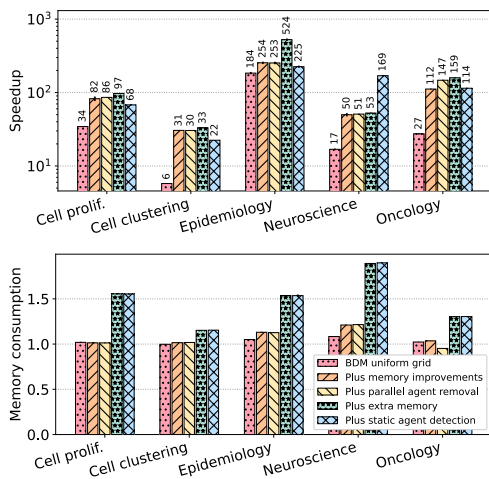 10³
10²
10¹
Speedup
34
82
86
97
68
6
31
30
33
22
184
254
253
524
225
17
50
51
53
169
27
112
147
159
114
Cell prolif.
Cell clustering
Epidemiology
Neuroscience
Oncology
Memory consumption
1.5
1.0
0.5
0.0
BDM uniform grid
Plus memory improvements
Plus parallel agent removal
Plus extra memory
Plus static agent detection
Cell prolif.
Cell clustering
Epidemiology
Neuroscience
Oncology